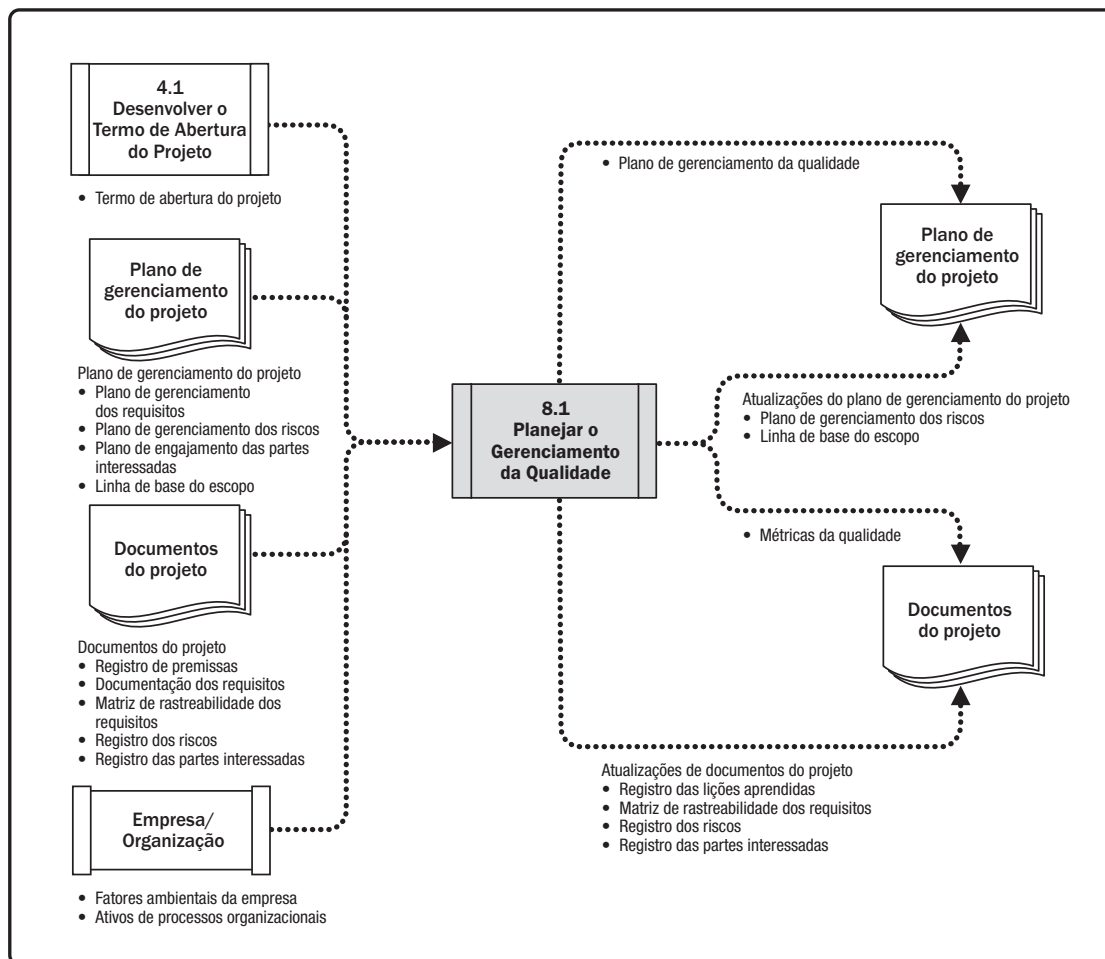 4.1
Desenvolver o
Termo de Abertura
do Projeto
• Termo de abertura do projeto
Plano de
gerenciamento
do projeto
Plano de gerenciamento do projeto
• Plano de gerenciamento
dos requisitos
• Plano de gerenciamento dos riscos
• Plano de engajamento das partes
interessadas
• Linha de base do escopo
Documentos
do projeto
Documentos do projeto
• Registro de premissas
• Documentação dos requisitos
• Matriz de rastreabilidade dos
requisitos
• Registro dos riscos
• Registro das partes interessadas
Empresa/
Organização
• Fatores ambientais da empresa
• Ativos de processos organizacionais
8.1
Planejar o
Gerenciamento
da Qualidade
• Plano de gerenciamento da qualidade
Plano de
gerenciamento
do projeto
Atualizações do plano de gerenciamento do projeto
• Plano de gerenciamento dos riscos
• Linha de base do escopo
• Métricas da qualidade
Documentos
do projeto
Atualizações de documentos do projeto
• Registro das lições aprendidas
• Matriz de rastreabilidade dos requisitos
• Registro dos riscos
• Registro das partes interessadas